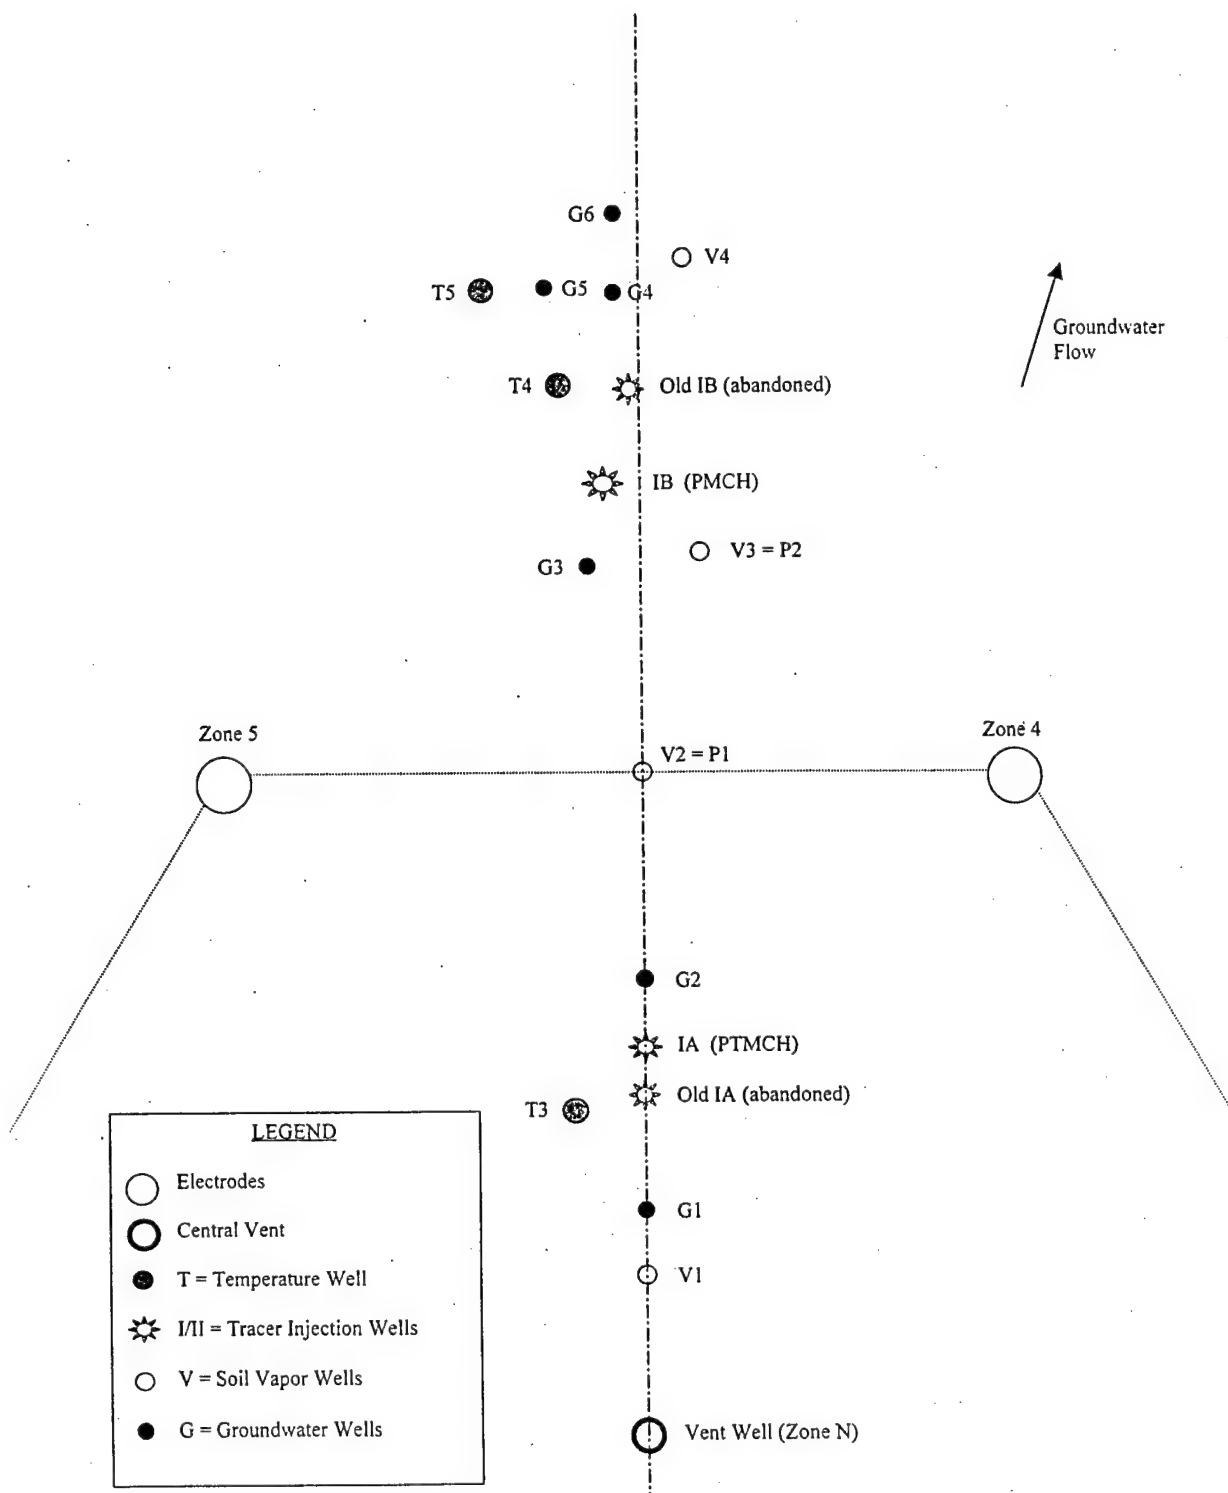 G6
V4
T5
G5
G4
Groundwater
Flow
T4
Old IB (abandoned)
IB (PMCH)
V3 = P2
G3
Zone 5
Zone 4
V2 = P1
G2
IA (PTMCH)
Old IA (abandoned)
T3
G1
V1
Vent Well (Zone N)
LEGEND
Electrodes
Central Vent
T = Temperature Well
I/II = Tracer Injection Wells
V = Soil Vapor Wells
G = Groundwater Wells